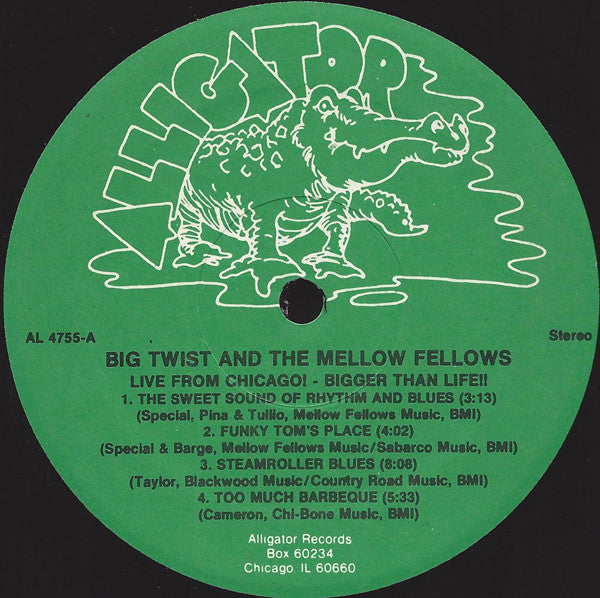 ALLIGATOR
AL 4755-A
Stereo
BIG TWIST AND THE MELLOW FELLOWS
LIVE FROM CHICAGO! - BIGGER THAN LIFE!!
1. THE SWEET SOUND OF RHYTHM AND BLUES (3:13)
(Special, Pina & Tullio, Mellow Fellows Music, BMI)
2. FUNKY TOM'S PLACE (4:02)
(Special & Barge, Mellow Fellows Music/Sabarco Music, BMI)
3. STEAMROLLER BLUES (8:08)
(Taylor, Blackwood Music/Country Road Music, BMI)
4. TOO MUCH BARBEQUE (5:33)
(Cameron, Chi-Bone Music, BMI)
Alligator Records
Box 60234
Chicago IL 60660